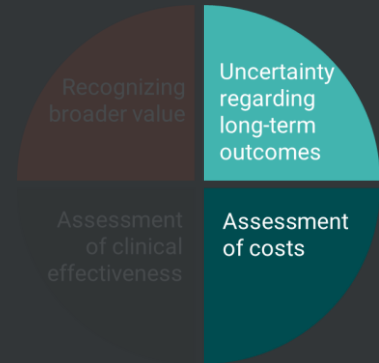 Recognizing
broader value
Uncertainty
regarding
long-term
outcomes
Assessment
of clinical
effectiveness
Assessment
of costs